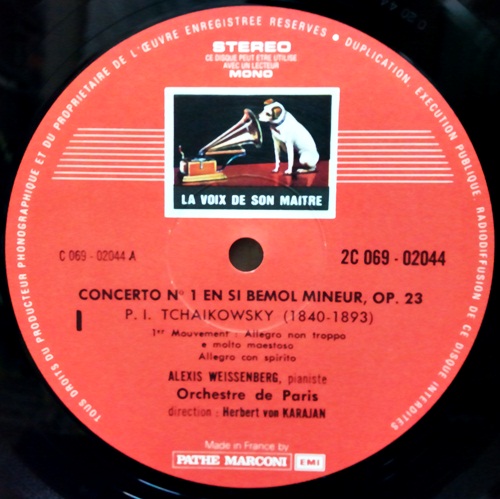 TOUS DROITS DU PRODUCTEUR PHONOGRAPHIQUE ET DU PROPRIETAIRE DE L'ŒUVRE ENREGISTREE RESERVES • DUPLICATION, EXECUTION PUBLIQUE, RADIODIFFUSION DE CE DISQUE INTERDITES
STEREO
CE DISQUE PEUT ETRE UTILISE
AVEC UN LECTEUR
MONO
LA VOIX DE SON MAITRE
C 069 - 02044 A
2C 069 - 02044
CONCERTO N° 1 EN SI BEMOL MINEUR, OP. 23
I
P. I. TCHAIKOWSKY (1840-1893)
1er Mouvement : Allegro non troppo
e molto maestoso
Allegro con spirito
ALEXIS WEISSENBERG, pianiste
Orchestre de Paris
direction : Herbert von KARAJAN
Made in France by
PATHE MARCONI EMI